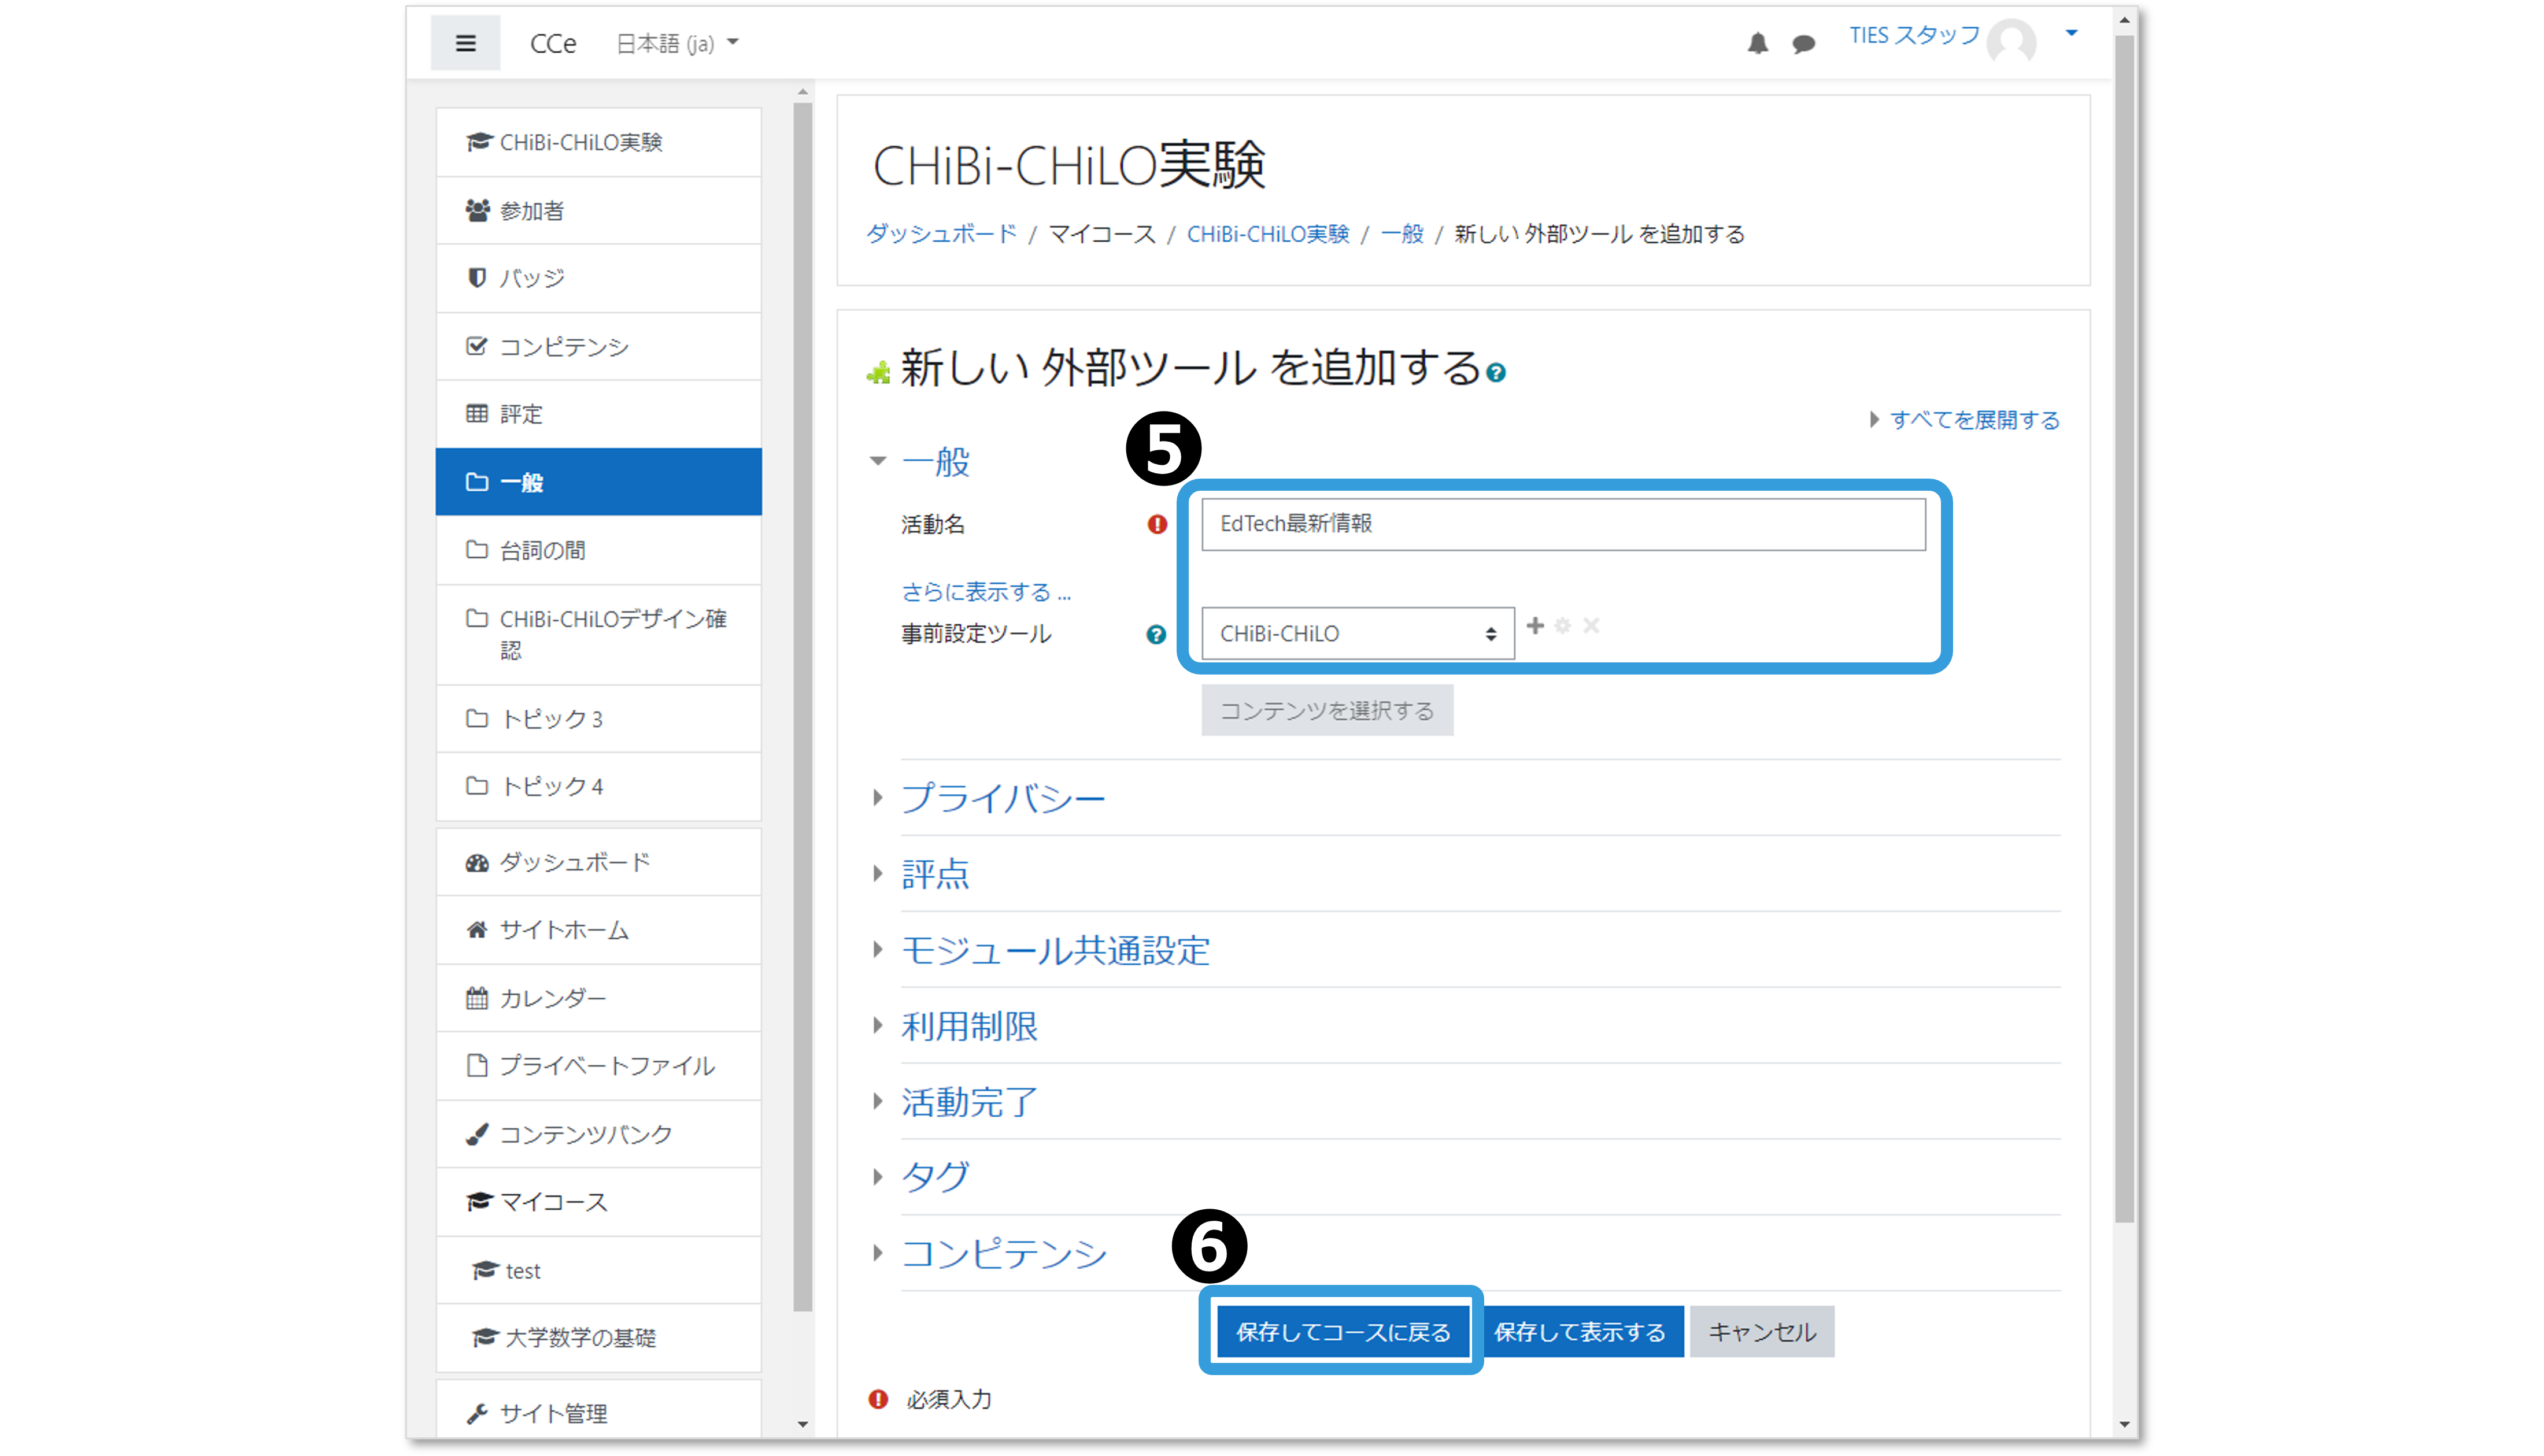 CCe 日本語 (ja)
TIES スタッフ
CHiBi-CHiLO実験
参加者
バッジ
コンピテンシ
評定
一般
台詞の間
CHiBi-CHiLOデザイン確
認
トピック 3
トピック 4
ダッシュボード
サイトホーム
カレンダー
プライベートファイル
コンテンツバンク
マイコース
test
大学数学の基礎
サイト管理
CHiBi-CHiLO実験
ダッシュボード / マイコース / CHiBi-CHiLO実験 / 一般 / 新しい 外部ツール を追加する
新しい 外部ツール を追加する
すべてを展開する
5
一般
活動名 EdTech最新情報
さらに表示する ...
事前設定ツール CHiBi-CHiLO
コンテンツを選択する
プライバシー
評点
モジュール共通設定
利用制限
活動完了
タグ
コンピテンシ
6
保存してコースに戻る 保存して表示する キャンセル
必須入力